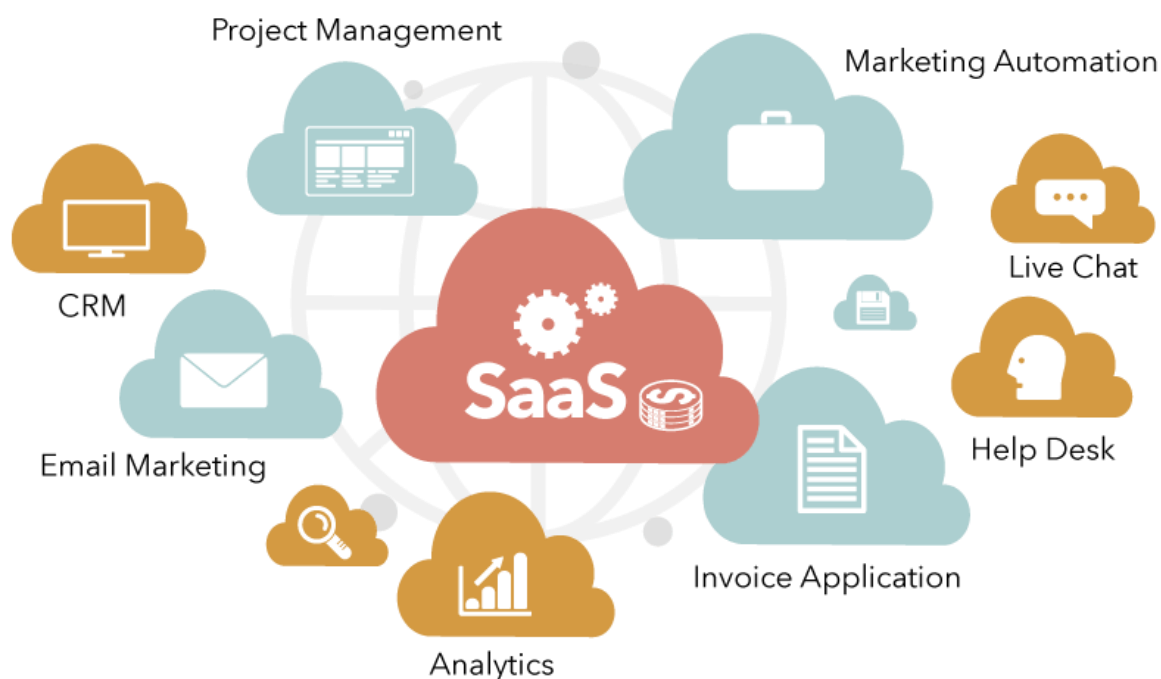 Project Management
Marketing Automation
Live Chat
CRM
SaaS
Help Desk
Email Marketing
Invoice Application
Analytics